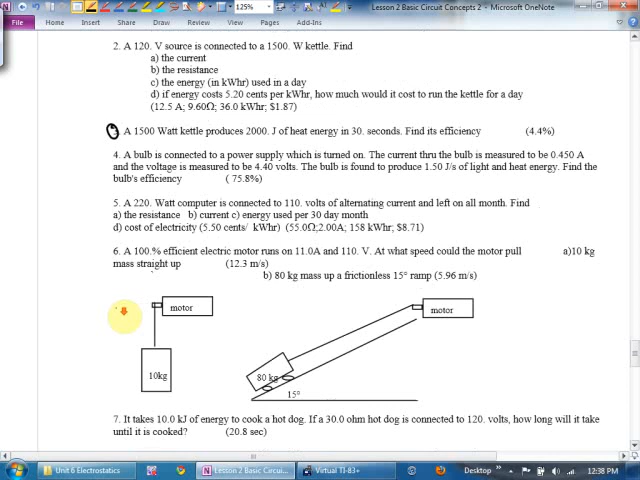 Lesson 2 Basic Circuit Concepts 2 - Microsoft OneNote
125%
File Home Insert Share Draw Review View Add-Ins
2. A 120. V source is connected to a 1500. W kettle. Find
a) the current
b) the resistance
c) the energy (in kWhr) used in a day
d) if energy costs 5.20 cents per kWhr, how much would it cost to run the kettle for a day
(12.5 A; 9.60Ω; 36.0 kWhr; $1.87)
A 1500 Watt kettle produces 2000. J of heat energy in 30. seconds. Find its efficiency (4.4%)
4. A bulb is connected to a power supply which is turned on. The current thru the bulb is measured to be 0.450 A
and the voltage is measured to be 4.40 volts. The bulb is found to produce 1.50 J/s of light and heat energy. Find the
bulb's efficiency ( 75.8%)
5. A 220. Watt computer is connected to 110. volts of alternating current and left on all month. Find
a) the resistance b) current c) energy used per 30 day month
d) cost of electricity (5.50 cents/ kWhr) (55.0Ω;2.00A; 158 kWhr; $8.71)
6. A 100.% efficient electric motor runs on 11.0A and 110. V. At what speed could the motor pull a)10 kg
mass straight up (12.3 m/s)
b) 80 kg mass up a frictionless 15° ramp (5.96 m/s)
motor
motor
10kg
80 kg
15°
7. It takes 10.0 kJ of energy to cook a hot dog. If a 30.0 ohm hot dog is connected to 120. volts, how long will it take
until it is cooked? (20.8 sec)
Unit 6 Electrostatics Lesson 2 Basic Circui... Virtual TI-83+ Desktop 12:38 PM